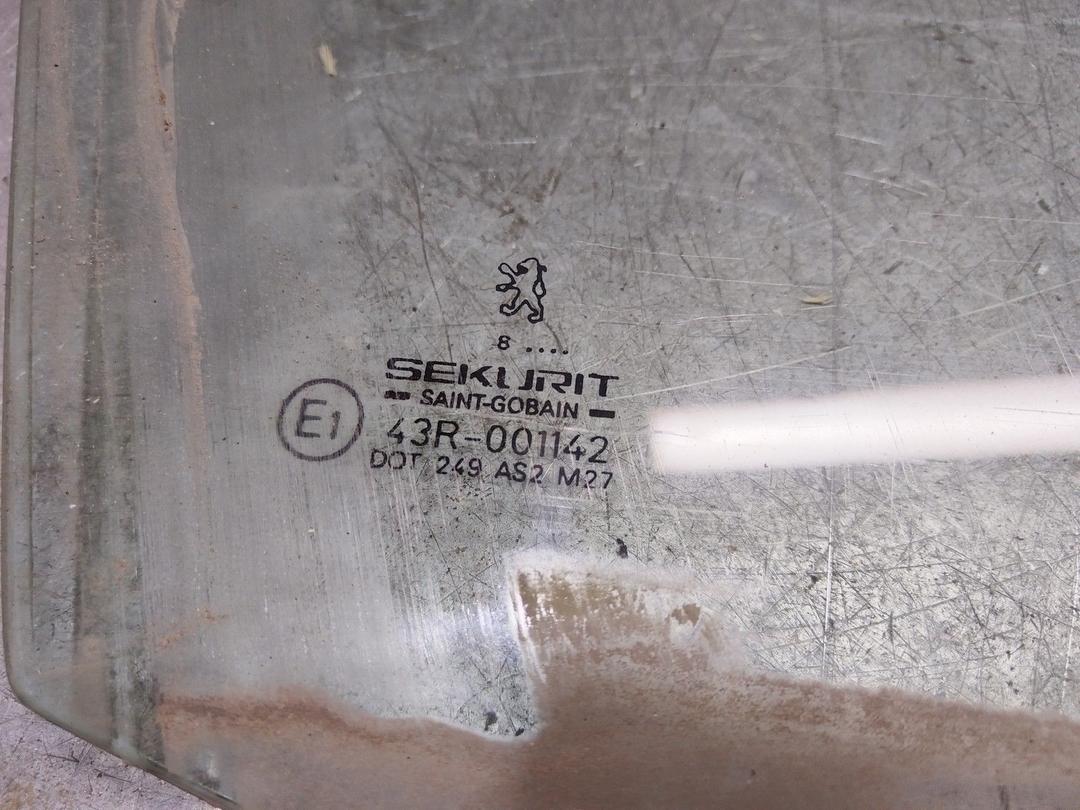 8 ....
SEKURIT
SAINT-GOBAIN
E1 43R-001142
DOT 249 AS2 M27